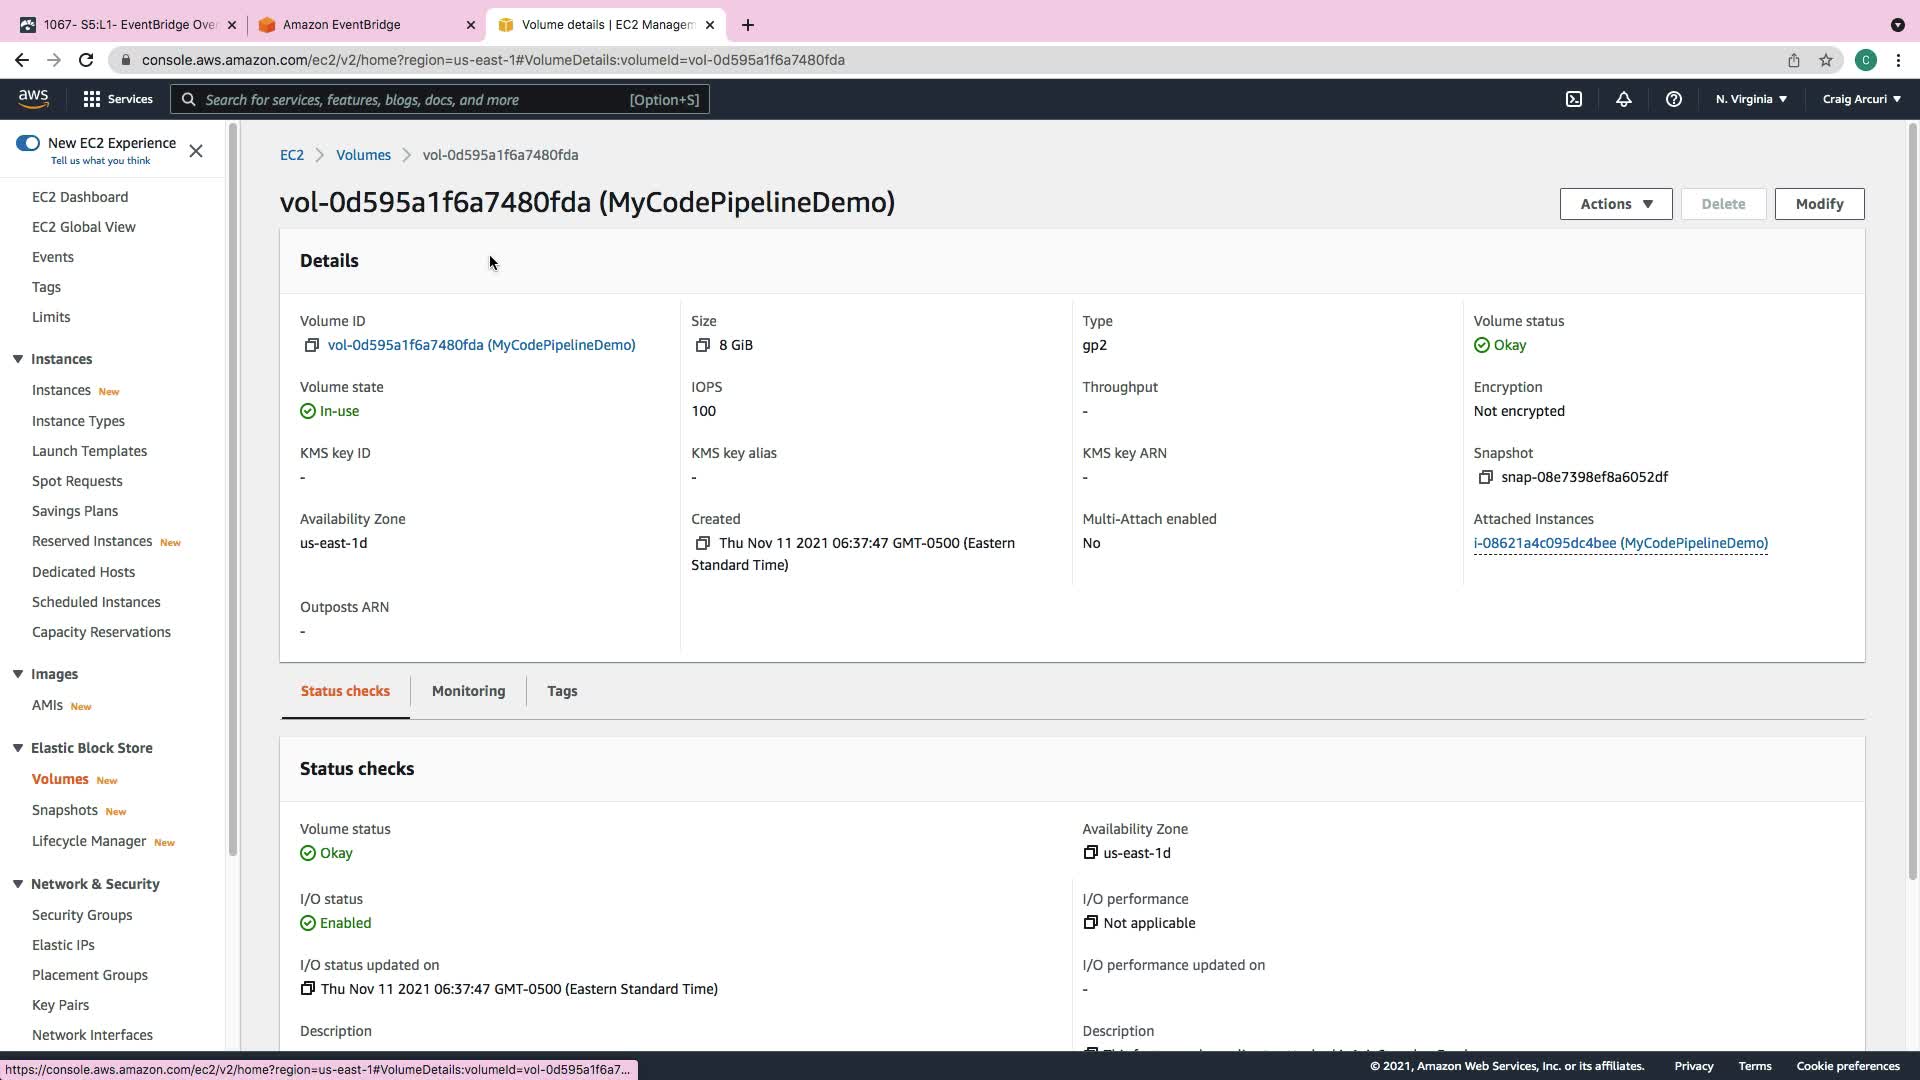 1067- S5:L1- EventBridge Over
Amazon EventBridge
Volume details | EC2 Managem
console.aws.amazon.com/ec2/v2/home?region=us-east-1#VolumeDetails:volumeId=vol-0d595a1f6a7480fda
C
aws
Services
Search for services, features, blogs, docs, and more
[Option+S]
N. Virginia
Craig Arcuri
New EC2 Experience
Tell us what you think
EC2 Dashboard
EC2 Global View
Events
Tags
Limits
Instances
Instances New
Instance Types
Launch Templates
Spot Requests
Savings Plans
Reserved Instances New
Dedicated Hosts
Scheduled Instances
Capacity Reservations
Images
AMIs New
Elastic Block Store
Volumes New
Snapshots New
Lifecycle Manager New
Network & Security
Security Groups
Elastic IPs
Placement Groups
Key Pairs
Network Interfaces
EC2 > Volumes > vol-0d595a1f6a7480fda
vol-0d595a1f6a7480fda (MyCodePipelineDemo)
Actions
Delete
Modify
Details
Volume ID
vol-0d595a1f6a7480fda (MyCodePipelineDemo)
Size
8 GiB
Type
gp2
Volume status
Okay
Volume state
In-use
IOPS
100
Throughput
-
Encryption
Not encrypted
KMS key ID
-
KMS key alias
-
KMS key ARN
-
Snapshot
snap-08e7398ef8a6052df
Availability Zone
us-east-1d
Created
Thu Nov 11 2021 06:37:47 GMT-0500 (Eastern
Standard Time)
Multi-Attach enabled
No
Attached Instances
i-08621a4c095dc4bee (MyCodePipelineDemo)
Outposts ARN
-
Status checks
Monitoring
Tags
Status checks
Volume status
Okay
Availability Zone
us-east-1d
I/O status
Enabled
I/O performance
Not applicable
I/O status updated on
Thu Nov 11 2021 06:37:47 GMT-0500 (Eastern Standard Time)
I/O performance updated on
-
Description
Description
https://console.aws.amazon.com/ec2/v2/home?region=us-east-1#VolumeDetails:volumeId=vol-0d595a1f6a7...
© 2021, Amazon Web Services, Inc. or its affiliates.
Privacy
Terms
Cookie preferences